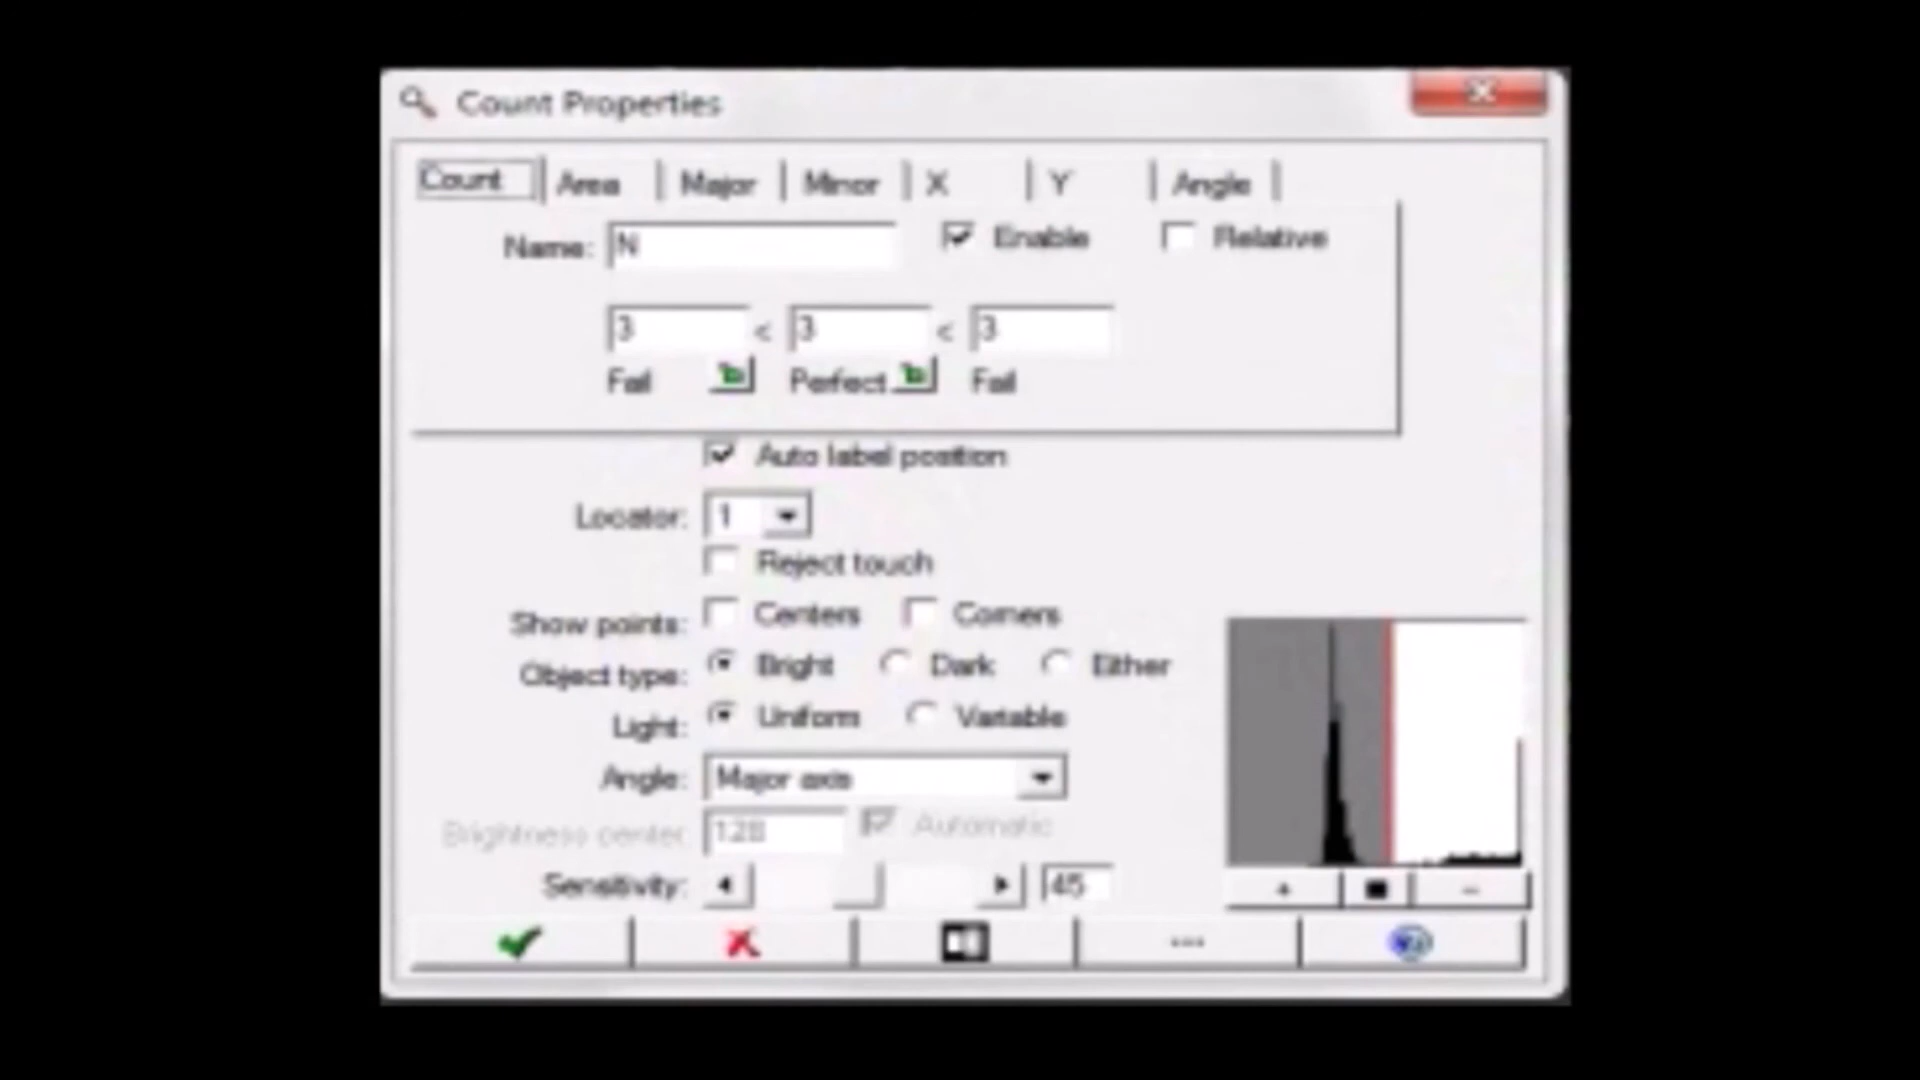 Count Properties
Count Area Major Minor X Y Angle
Name: N Enable Relative
3 < 3 < 3
Fail Perfect Fail
Auto label position
Locator: 1
Reject touch
Show points: Centers Corners
Object type: Bright Dark Either
Light: Uniform Variable
Angle: Major axis
Brightness center: 128 Automatic
Sensitivity: 45
+ -
...